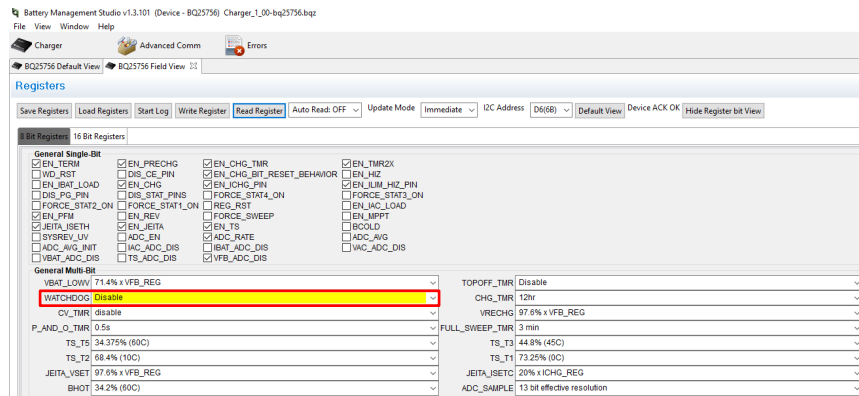 Battery Management Studio v1.3.101 (Device - BQ25756) Charger_1_00-bq25756.bqz
File View Window Help
Charger Advanced Comm Errors
BQ25756 Default View BQ25756 Field View
Registers
Save Registers Load Registers Start Log Write Register Read Register Auto Read: OFF Update Mode Immediate I2C Address D6(6B) Default View Device ACK OK Hide Register bit View
8 Bit Registers 16 Bit Registers
General Single-Bit
EN_TERM EN_PRECHG EN_CHG_TMR EN_TMR2X
WD_RST DIS_CE_PIN EN_CHG_BIT_RESET_BEHAVIOR EN_HIZ
EN_IBAT_LOAD EN_CHG EN_ICHG_PIN EN_ILIM_HIZ_PIN
DIS_PG_PIN DIS_STAT_PINS FORCE_STAT4_ON FORCE_STAT3_ON
FORCE_STAT2_ON FORCE_STAT1_ON REG_RST EN_IAC_LOAD
EN_PFM EN_REV FORCE_SWEEP EN_MPPT
JEITA_ISETH EN_JEITA EN_TS BCOLD
SYSREV_UV ADC_EN ADC_RATE ADC_AVG
ADC_AVG_INIT IAC_ADC_DIS IBAT_ADC_DIS VAC_ADC_DIS
VBAT_ADC_DIS TS_ADC_DIS VFB_ADC_DIS
General Multi-Bit
VBAT_LOWV 71.4% x VFB_REG TOPOFF_TMR Disable
WATCHDOG Disable CHG_TMR 12hr
CV_TMR disable VRECHG 97.6% x VFB_REG
P_AND_O_TMR 0.5s FULL_SWEEP_TMR 3 min
TS_T5 34.375% (60C) TS_T3 44.8% (45C)
TS_T2 68.4% (10C) TS_T1 73.25% (0C)
JEITA_VSET 97.6% x VFB_REG JEITA_ISETC 20% x ICHG_REG
BHOT 34.2% (60C) ADC_SAMPLE 13 bit effective resolution